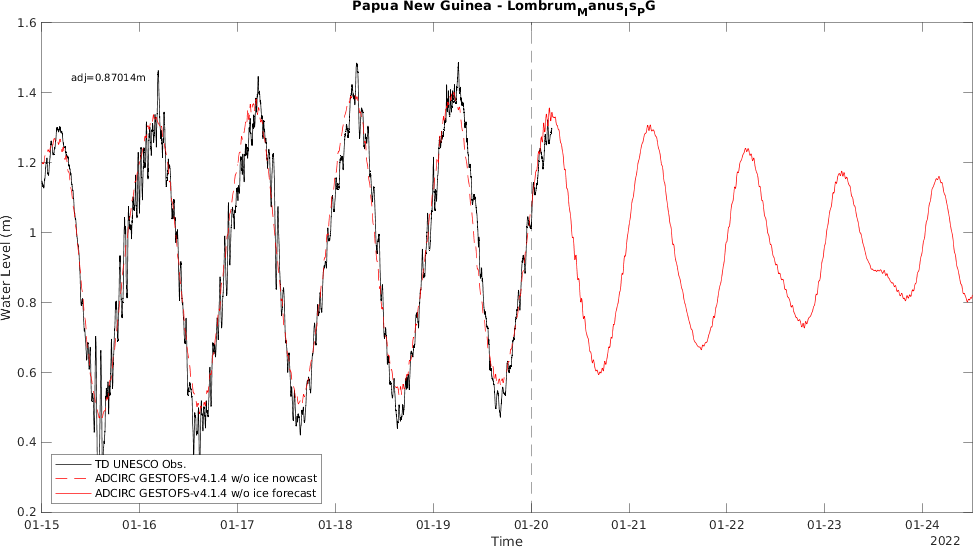 Papua New Guinea - LombrumManusIsPG
1.6
adj=0.87014m
1.4
1.2
1
0.8
0.6
0.4
0.2
Water Level (m)
TD UNESCO Obs.
ADCIRC GESTOFS-v4.1.4 w/o ice nowcast
ADCIRC GESTOFS-v4.1.4 w/o ice forecast
01-15 01-16 01-17 01-18 01-19 01-20 01-21 01-22 01-23 01-24
Time
2022